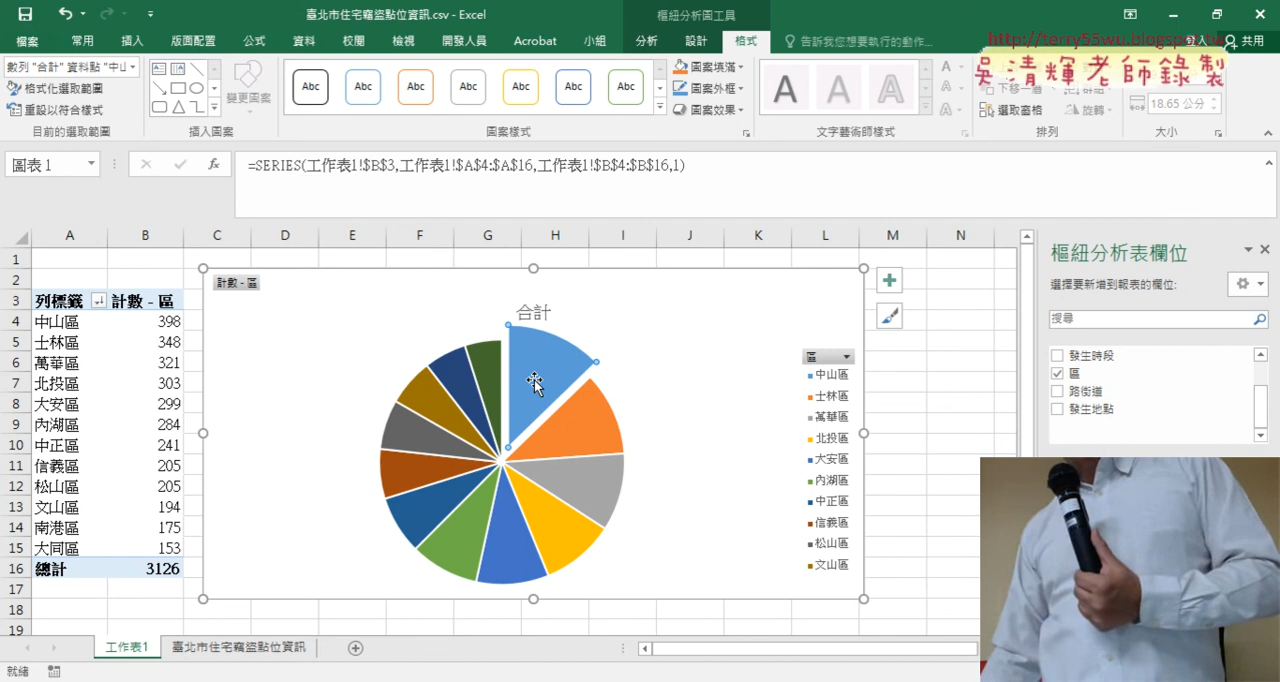 臺北市住宅竊盜點位資訊.csv - Excel
樞紐分析圖工具
檔案 常用 插入 版面配置 公式 資料 校閱 檢視 開發人員 Acrobat 小組 分析 設計 格式 告訴我您想要執行的動作... 登入 共用
http://terry55wu.blogspot.tw
吳清輝老師錄製
數列 "合計" 資料點 "中山
格式化選取範圍
重設以符合樣式
目前的選取範圍
變更圖案
插入圖案
Abc Abc Abc Abc Abc Abc Abc
圖案樣式
圖案填滿
圖案外框
圖案效果
A A A
文字藝術師樣式
下移一層
選取窗格
群組
旋轉
排列
18.65 公分
大小
圖表 1
fx
=SERIES(工作表1!$B$3,工作表1!$A$4:$A$16,工作表1!$B$4:$B$16,1)
A B C D E F G H I J K L M N
1
2
3 列標籤 計數 - 區
4 中山區 398
5 士林區 348
6 萬華區 321
7 北投區 303
8 大安區 299
9 內湖區 284
10 中正區 241
11 信義區 205
12 松山區 205
13 文山區 194
14 南港區 175
15 大同區 153
16 總計 3126
17
18
19
計數 - 區
合計
區
中山區
士林區
萬華區
北投區
大安區
內湖區
中正區
信義區
松山區
文山區
樞紐分析表欄位
選擇要新增到報表的欄位:
搜尋
發生時段
區
路街道
發生地點
工作表1 臺北市住宅竊盜點位資訊
就緒